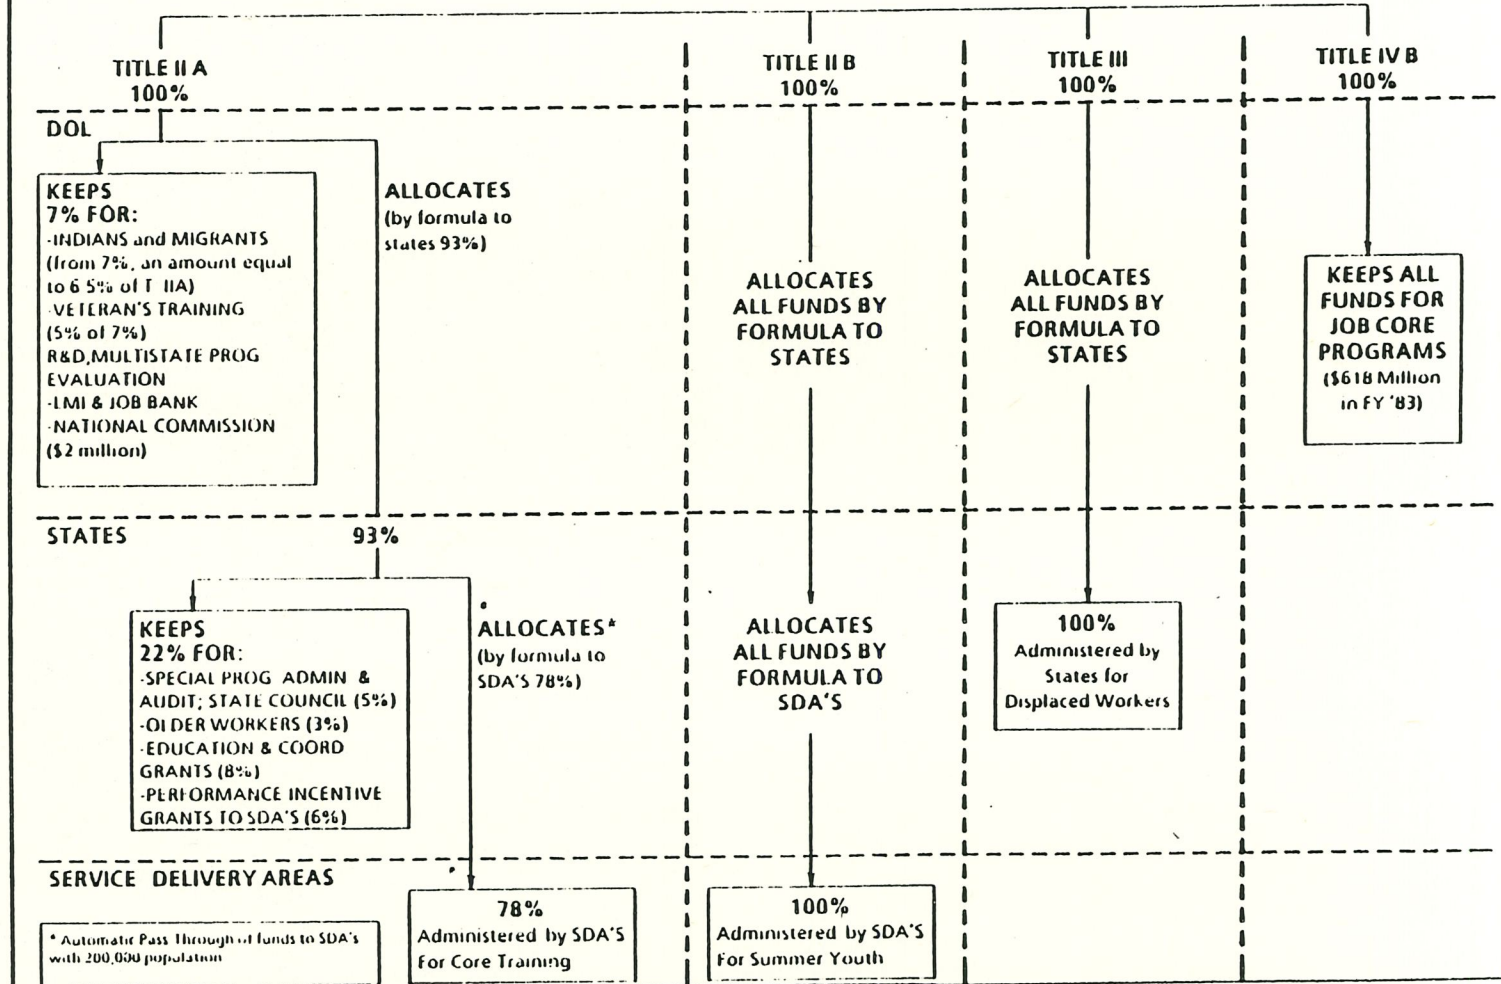 TITLE II A
100%
TITLE II B
100%
TITLE III
100%
TITLE IV B
100%
DOL
KEEPS
7% FOR:
-INDIANS and MIGRANTS
(from 7%, an amount equal
to 6 5% of T IIA)
-VETERAN'S TRAINING
(5% of 7%)
R&D,MULTISTATE PROG
EVALUATION
-LMI & JOB BANK
-NATIONAL COMMISSION
($2 million)
ALLOCATES
(by formula to
states 93%)
ALLOCATES
ALL FUNDS BY
FORMULA TO
STATES
ALLOCATES
ALL FUNDS BY
FORMULA TO
STATES
KEEPS ALL
FUNDS FOR
JOB CORE
PROGRAMS
($618 Million
in FY '83)
STATES
93%
KEEPS
22% FOR:
-SPECIAL PROG ADMIN &
AUDIT; STATE COUNCIL (5%)
-OLDER WORKERS (3%)
-EDUCATION & COORD
GRANTS (8%)
-PERFORMANCE INCENTIVE
GRANTS TO SDA'S (6%)
ALLOCATES*
(by formula to
SDA'S 78%)
ALLOCATES
ALL FUNDS BY
FORMULA TO
SDA'S
100%
Administered by
States for
Displaced Workers
SERVICE DELIVERY AREAS
* Automatic Pass Through of funds to SDA's
with 200,000 population
78%
Administered by SDA'S
For Core Training
100%
Administered by SDA'S
For Summer Youth